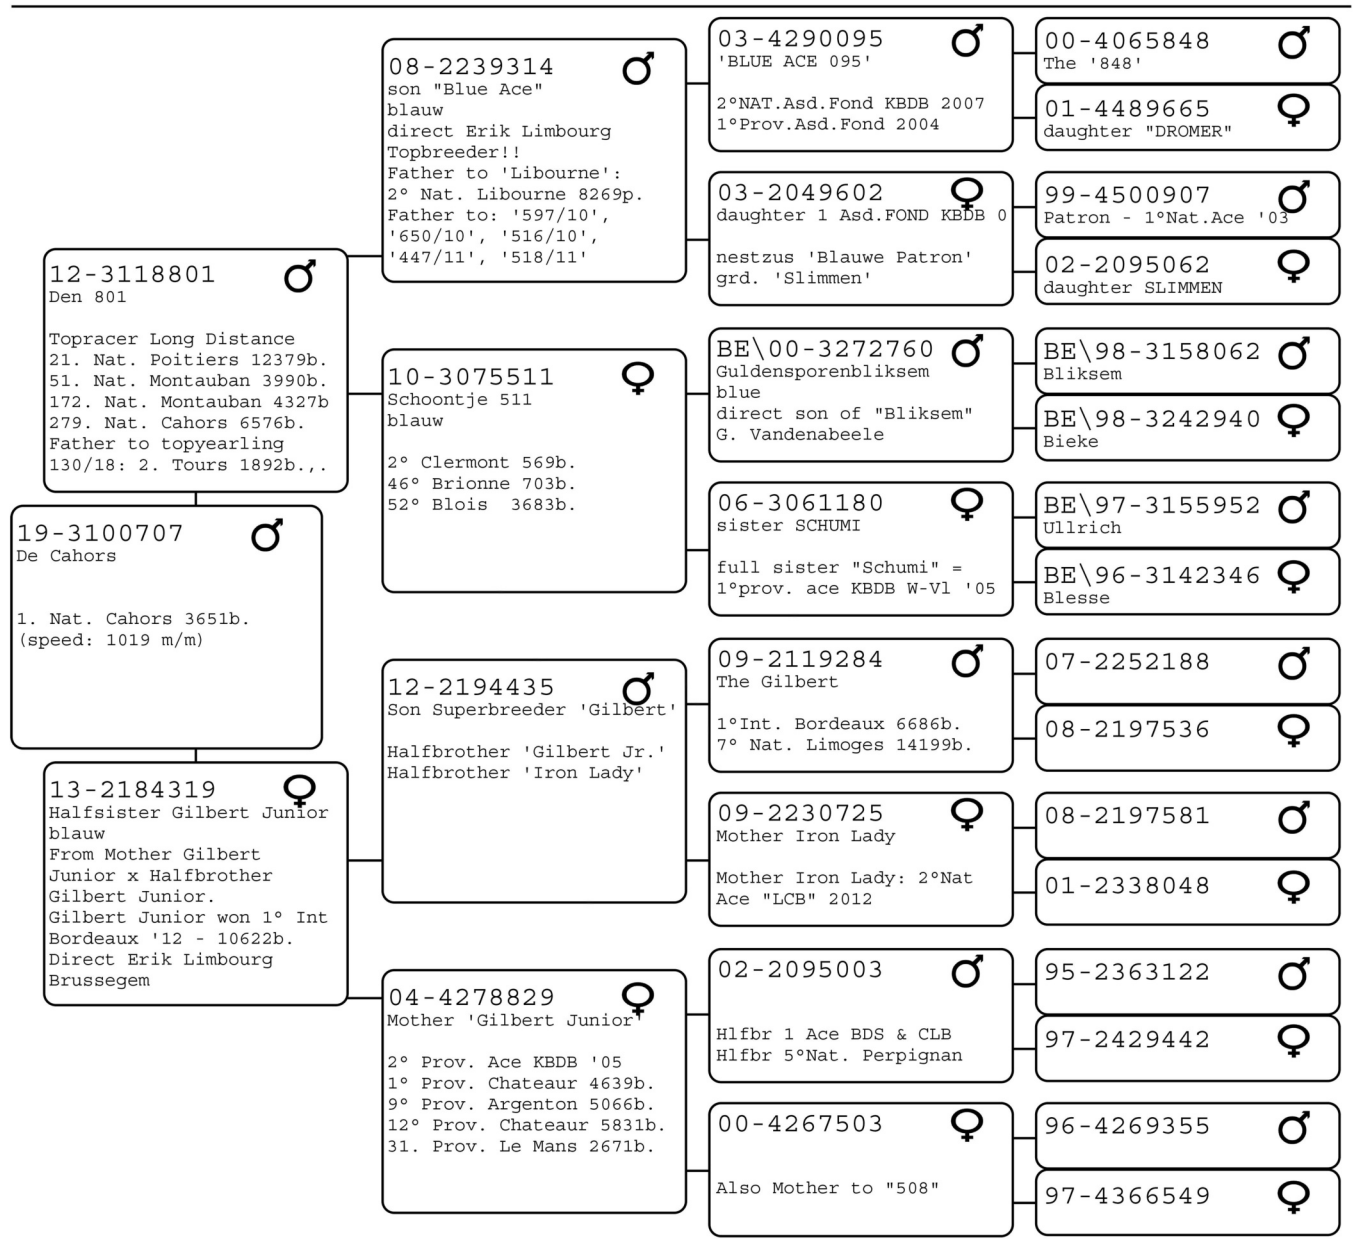 19-3100707
De Cahors
1. Nat. Cahors 3651b.
(speed: 1019 m/m)
12-3118801
Den 801
Topracer Long Distance
21. Nat. Poitiers 12379b.
51. Nat. Montauban 3990b.
172. Nat. Montauban 4327b
279. Nat. Cahors 6576b.
Father to topyearling
130/18: 2. Tours 1892b.,.
13-2184319
Halfsister Gilbert Junior
blauw
From Mother Gilbert
Junior x Halfbrother
Gilbert Junior.
Gilbert Junior won 1° Int
Bordeaux '12 - 10622b.
Direct Erik Limbourg
Brussegem
08-2239314
son "Blue Ace"
blauw
direct Erik Limbourg
Topbreeder!!
Father to 'Libourne':
2° Nat. Libourne 8269p.
Father to: '597/10',
'650/10', '516/10',
'447/11', '518/11'
10-3075511
Schoontje 511
blauw
2° Clermont 569b.
46° Brionne 703b.
52° Blois  3683b.
12-2194435
Son Superbreeder 'Gilbert'
Halfbrother 'Gilbert Jr.'
Halfbrother 'Iron Lady'
04-4278829
Mother 'Gilbert Junior'
2° Prov. Ace KBDB '05
1° Prov. Chateaur 4639b.
9° Prov. Argenton 5066b.
12° Prov. Chateaur 5831b.
31. Prov. Le Mans 2671b.
03-4290095
'BLUE ACE 095'
2°NAT.Asd.Fond KBDB 2007
1°Prov.Asd.Fond 2004
03-2049602
daughter 1 Asd.FOND KBDB 0
nestzus 'Blauwe Patron'
grd. 'Slimmen'
BE\00-3272760
Guldensporenbliksem
blue
direct son of "Bliksem"
G. Vandenabeele
06-3061180
sister SCHUMI
full sister "Schumi" =
1°prov. ace KBDB W-Vl '05
09-2119284
The Gilbert
1°Int. Bordeaux 6686b.
7° Nat. Limoges 14199b.
09-2230725
Mother Iron Lady
Mother Iron Lady: 2°Nat
Ace "LCB" 2012
02-2095003
Hlfbr 1 Ace BDS & CLB
Hlfbr 5°Nat. Perpignan
00-4267503
Also Mother to "508"
00-4065848
The '848'
01-4489665
daughter "DROMER"
99-4500907
Patron - 1°Nat.Ace '03
02-2095062
daughter SLIMMEN
BE\98-3158062
Bliksem
BE\98-3242940
Bieke
BE\97-3155952
Ullrich
BE\96-3142346
Blesse
07-2252188
08-2197536
08-2197581
01-2338048
95-2363122
97-2429442
96-4269355
97-4366549